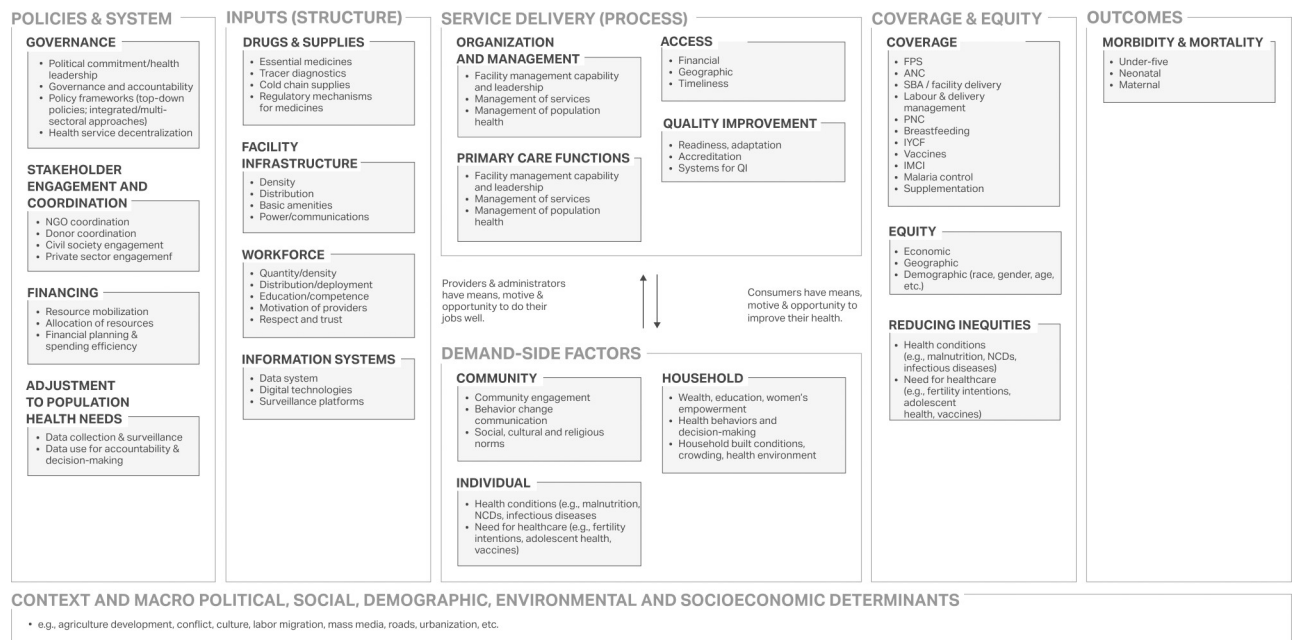 POLICIES & SYSTEM
GOVERNANCE
• Political commitment/health
leadership
• Governance and accountability
• Policy frameworks (top-down
policies; integrated/multi-
sectoral approaches)
• Health service decentralization
STAKEHOLDER
ENGAGEMENT AND
COORDINATION
• NGO coordination
• Donor coordination
• Civil society engagement
• Private sector engagemenf
FINANCING
• Resource mobilization
• Allocation of resources
• Financial planning &
spending efficiency
ADJUSTMENT
TO POPULATION
HEALTH NEEDS
• Data collection & surveillance
• Data use for accountability &
decision-making
INPUTS (STRUCTURE)
DRUGS & SUPPLIES
• Essential medicines
• Tracer diagnostics
• Cold chain supplies
• Regulatory mechanisms
for medicines
FACILITY
INFRASTRUCTURE
• Density
• Distribution
• Basic amenities
• Power/communications
WORKFORCE
• Quantity/density
• Distribution/deployment
• Education/competence
• Motivation of providers
• Respect and trust
INFORMATION SYSTEMS
• Data system
• Digital technologies
• Surveillance platforms
SERVICE DELIVERY (PROCESS)
ORGANIZATION
AND MANAGEMENT
• Facility management capability
and leadership
• Management of services
• Management of population
health
PRIMARY CARE FUNCTIONS
• Facility management capability
and leadership
• Management of services
• Management of population
health
ACCESS
• Financial
• Geographic
• Timeliness
QUALITY IMPROVEMENT
• Readiness, adaptation
• Accreditation
• Systems for QI
Providers & administrators
have means, motive &
opportunity to do their
jobs well.
Consumers have means,
motive & opportunity to
improve their health.
DEMAND-SIDE FACTORS
COMMUNITY
• Community engagement
• Behavior change
communication
• Social, cultural and religious
norms
INDIVIDUAL
• Health conditions (e.g., malnutrition,
NCDs, infectious diseases
• Need for healthcare (e.g., fertility
intentions, adolescent health,
vaccines)
HOUSEHOLD
• Wealth, education, women's
empowerment
• Health behaviors and
decision-making
• Household built conditions,
crowding, health environment
COVERAGE & EQUITY
COVERAGE
• FPS
• ANC
• SBA / facility delivery
• Labour & delivery
management
• PNC
• Breastfeeding
• IYCF
• Vaccines
• IMCI
• Malaria control
• Supplementation
EQUITY
• Economic
• Geographic
• Demographic (race, gender, age,
etc.)
REDUCING INEQUITIES
• Health conditions
(e.g., malnutrition, NCDs,
infectious diseases)
• Need for healthcare
(e.g., fertility intentions,
adolescent
health, vaccines)
OUTCOMES
MORBIDITY & MORTALITY
• Under-five
• Neonatal
• Maternal
CONTEXT AND MACRO POLITICAL, SOCIAL, DEMOGRAPHIC, ENVIRONMENTAL AND SOCIOECONOMIC DETERMINANTS
• e.g., agriculture development, conflict, culture, labor migration, mass media, roads, urbanization, etc.